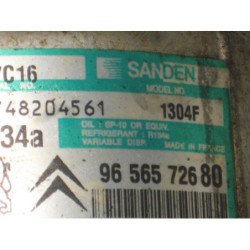 7C16
SANDEN
MODEL NO
1304F
748204561
OIL : SP-10 OR EQUIV.
REFRIGERANT : R134a
VARIABLE DISP. MADE IN FRANCE
34a
96 565 726 80